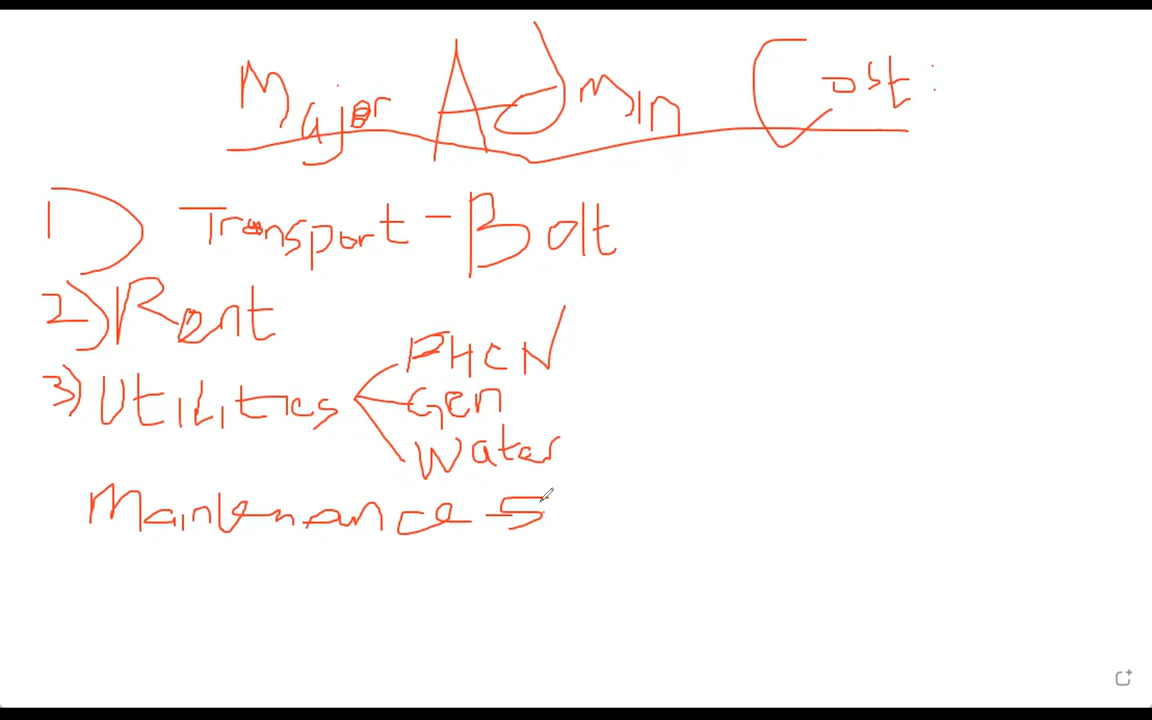 Major Admin Cost:
1) Transport - Bolt
2) Rent
3) Utilities
PHCN
Gen
Water
Maintenance 5